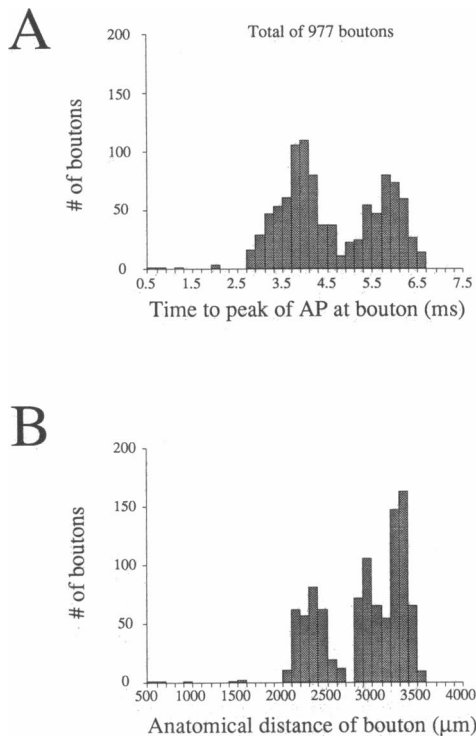 A
Total of 977 boutons
200
150
100
50
0
# of boutons
0.5 1.5 2.5 3.5 4.5 5.5 6.5 7.5
Time to peak of AP at bouton (ms)
B
200
150
100
50
0
# of boutons
500 1000 1500 2000 2500 3000 3500 4000
Anatomical distance of bouton (μm)